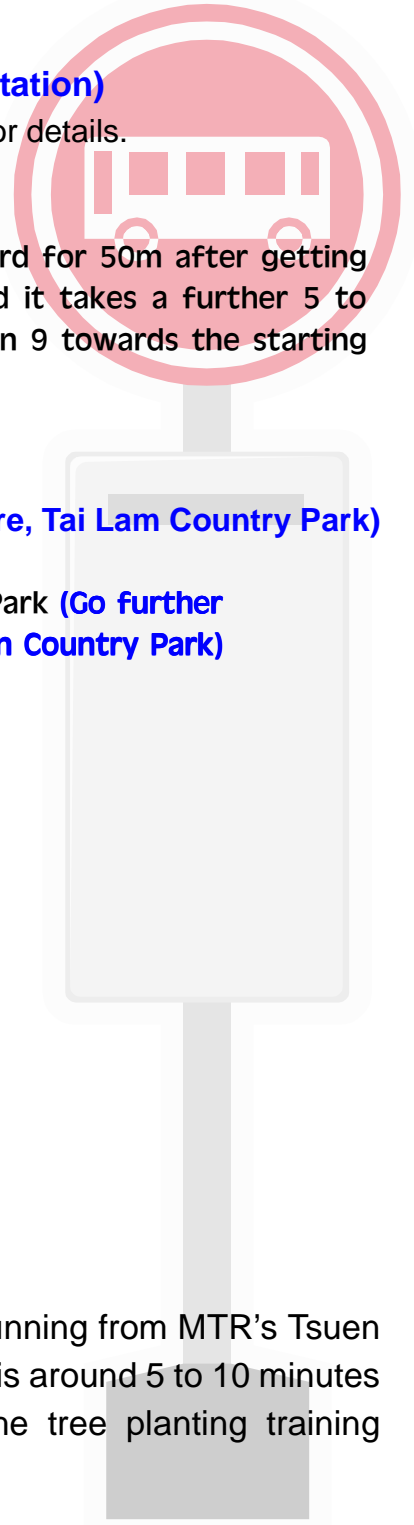 tation)
or details.
rd for 50m after getting
d it takes a further 5 to
n 9 towards the starting
re, Tai Lam Country Park)
Park (Go further
n Country Park)
unning from MTR's Tsuen
is around 5 to 10 minutes
ne tree planting training